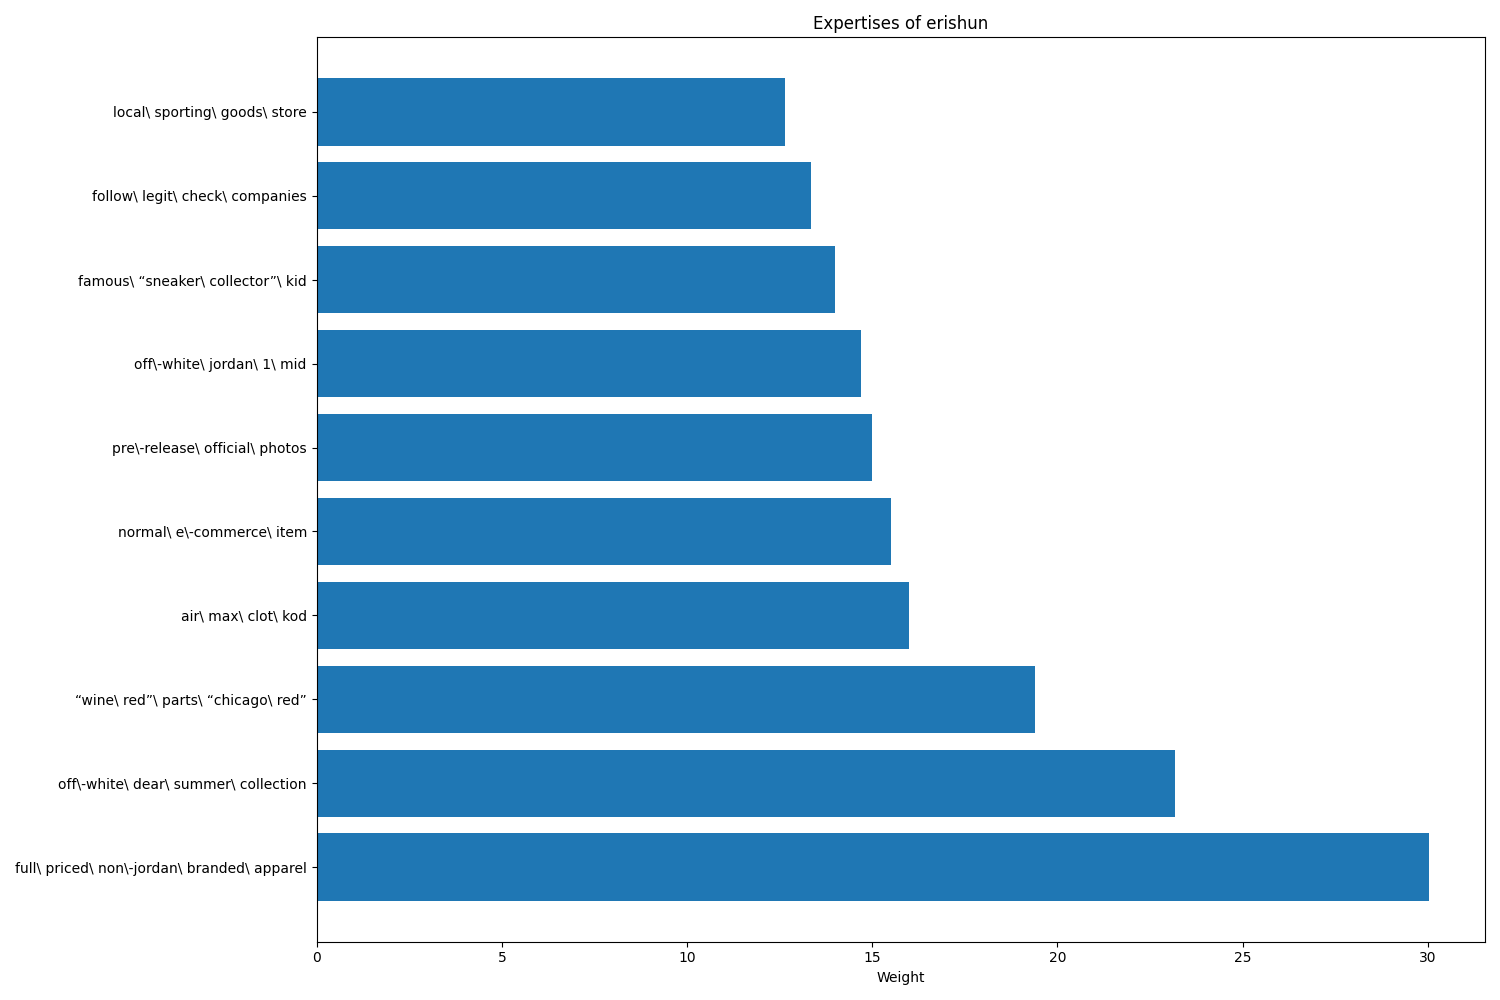 Expertises of erishun
local\ sporting\ goods\ store
follow\ legit\ check\ companies
famous\ “sneaker\ collector”\ kid
off\-white\ jordan\ 1\ mid
pre\-release\ official\ photos
normal\ e\-commerce\ item
air\ max\ clot\ kod
“wine\ red”\ parts\ “chicago\ red”
off\-white\ dear\ summer\ collection
full\ priced\ non\-jordan\ branded\ apparel
0 5 10 15 20 25 30
Weight